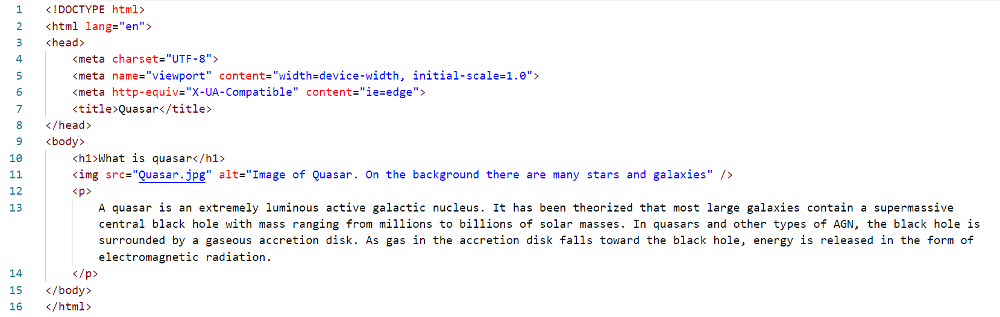 1 <!DOCTYPE html>
2 <html lang="en">
3 <head>
4 <meta charset="UTF-8">
5 <meta name="viewport" content="width=device-width, initial-scale=1.0">
6 <meta http-equiv="X-UA-Compatible" content="ie=edge">
7 <title>Quasar</title>
8 </head>
9 <body>
10 <h1>What is quasar</h1>
11 <img src="Quasar.jpg" alt="Image of Quasar. On the background there are many stars and galaxies" />
12 <p>
13 A quasar is an extremely luminous active galactic nucleus. It has been theorized that most large galaxies contain a supermassive
central black hole with mass ranging from millions to billions of solar masses. In quasars and other types of AGN, the black hole is
surrounded by a gaseous accretion disk. As gas in the accretion disk falls toward the black hole, energy is released in the form of
electromagnetic radiation.
14 </p>
15 </body>
16 </html>